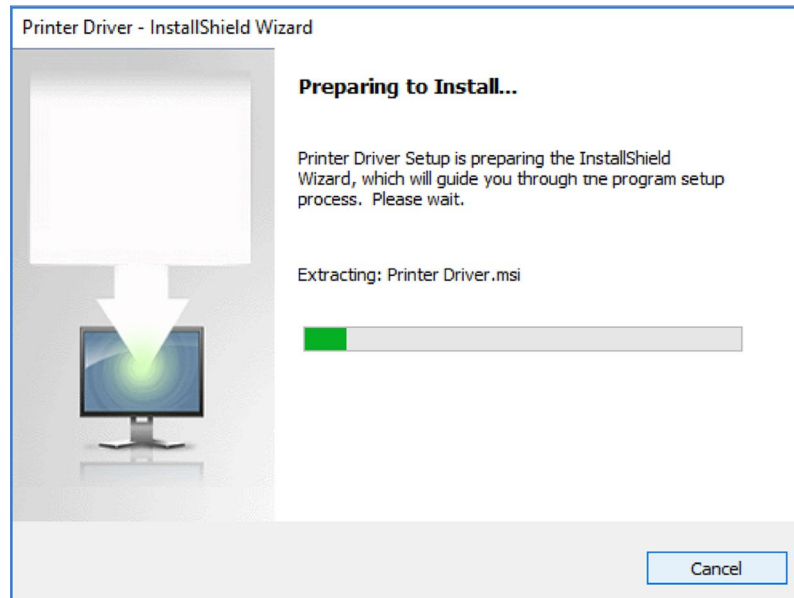 Printer Driver - InstallShield Wizard
Preparing to Install...
Printer Driver Setup is preparing the InstallShield
Wizard, which will guide you through the program setup
process.  Please wait.
Extracting: Printer Driver.msi
Cancel